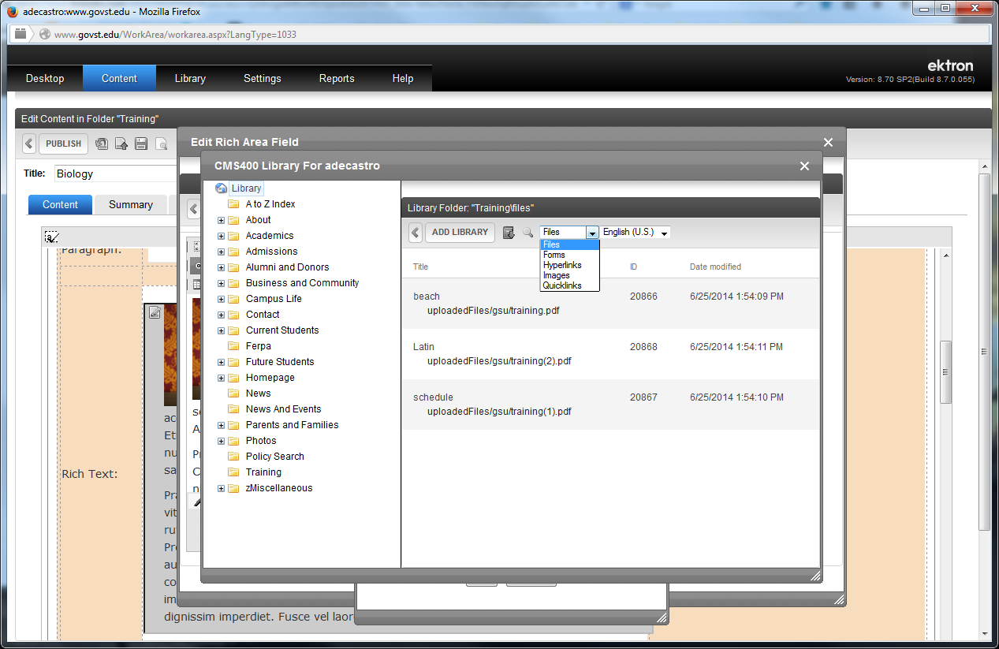 adecastro:www.govst.edu - Mozilla Firefox
www.govst.edu/WorkArea/workarea.aspx?LangType=1033
Desktop Content Library Settings Reports Help
ektron
Version: 8.70 SP2(Build 8.7.0.055)
Edit Content in Folder "Training"
PUBLISH
Title: Biology
Content Summary
Paragraph:
Rich Text:
Edit Rich Area Field
CMS400 Library For adecastro
Library
A to Z Index
About
Academics
Admissions
Alumni and Donors
Business and Community
Campus Life
Contact
Current Students
Ferpa
Future Students
Homepage
News
News And Events
Parents and Families
Photos
Policy Search
Training
zMiscellaneous
Library Folder: "Training\files"
ADD LIBRARY Files English (U.S.)
Files
Forms
Hyperlinks
Images
Quicklinks
Title ID Date modified
beach 20866 6/25/2014 1:54:09 PM
uploadedFiles/gsu/training.pdf
Latin 20868 6/25/2014 1:54:11 PM
uploadedFiles/gsu/training(2).pdf
schedule 20867 6/25/2014 1:54:10 PM
uploadedFiles/gsu/training(1).pdf
ac
Et
nu
sa
Pra
vit
ru
Pro
au
co
im
dignissim imperdiet. Fusce vel laor